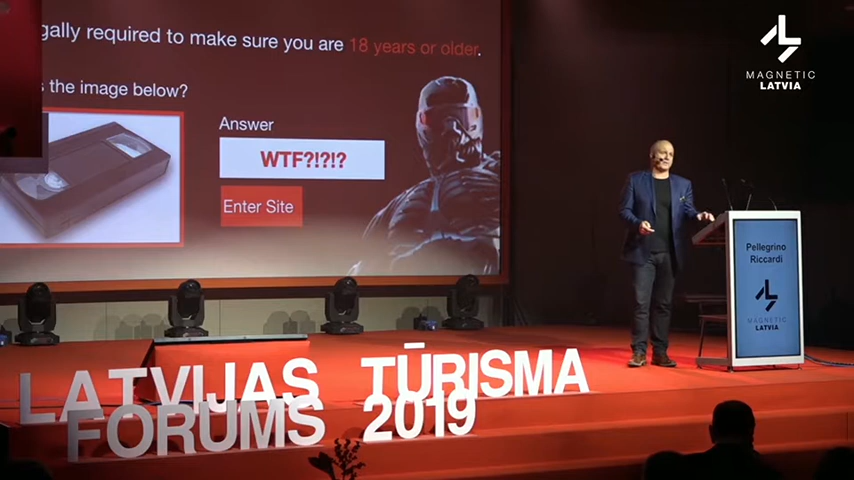 gally required to make sure you are 18 years or older.
s the image below?
Answer
WTF?!?!?
Enter Site
MAGNETIC
LATVIA
Pellegrino
Riccardi
MAGNETIC
LATVIA
LATVIJAS TŪRISMA
FORUMS 2019